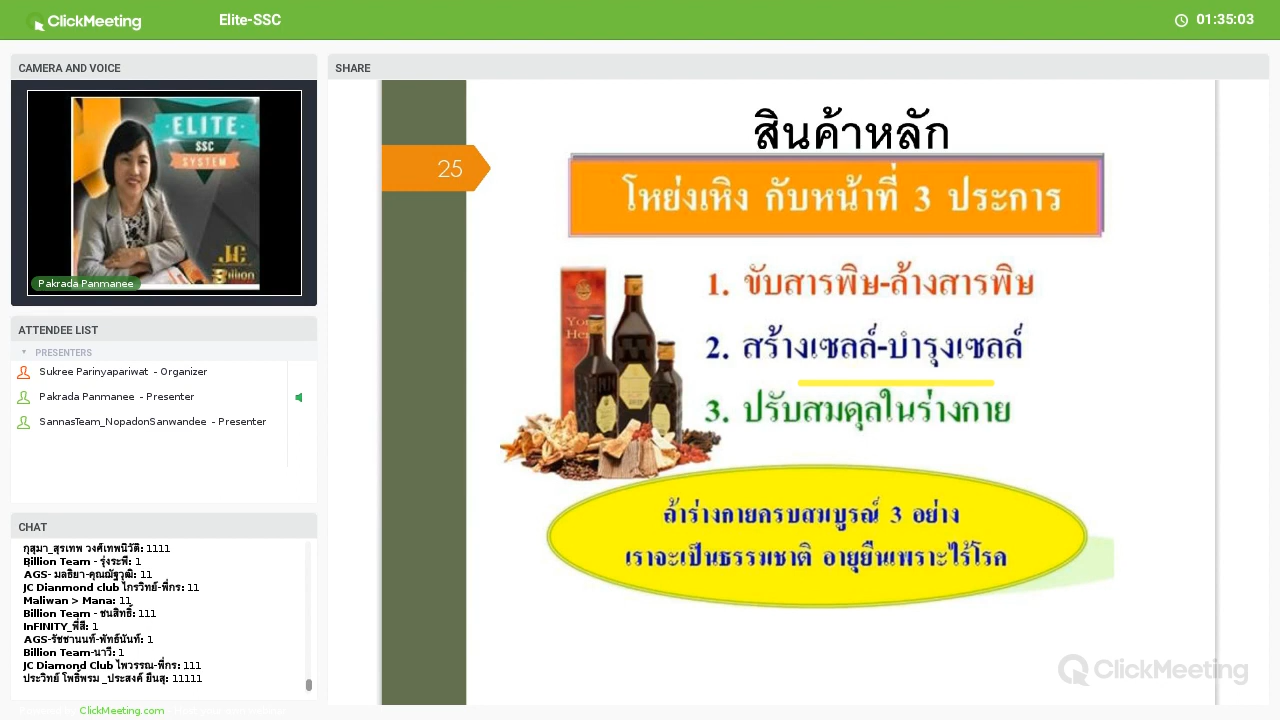 ClickMeeting
Elite-SSC
01:35:03
CAMERA AND VOICE
ELITE
SSC
SYSTEM
JC
Billion
Pakrada Panmanee
ATTENDEE LIST
PRESENTERS
Sukree Parinyapariwat - Organizer
Pakrada Panmanee - Presenter
SannasTeam_NopadonSanwandee - Presenter
CHAT
กุสุมา_สุรเทพ วงศ์เทพนิวัติ: 1111
Billion Team - รุ่งระพี: 1
AGS- มลธิยา-คุณณัฐวุฒิ: 11
JC Dianmond club ไกรวิทย์-พี่กร: 11
Maliwan > Mana: 11
Billion Team - ชนสิทธิ์: 111
InFINITY_พี่สี: 1
AGS-รัชชานนท์-พัทธ์นันท์: 1
Billion Team-นาวี: 1
JC Diamond Club ไพวรรณ-พี่กร: 111
ประวิทย์ โพธิ์พรม _ประสงค์ ยืนสุ: 11111
ClickMeeting.com
SHARE
25
สินค้าหลัก
โหย่งเหิง กับหน้าที่ 3 ประการ
1. ขับสารพิษ-ล้างสารพิษ
2. สร้างเซลล์-บำรุงเซลล์
3. ปรับสมดุลในร่างกาย
ถ้าร่างกายครบสมบูรณ์ 3 อย่าง
เราจะเป็นธรรมชาติ อายุยืนเพราะไร้โรค
ClickMeeting